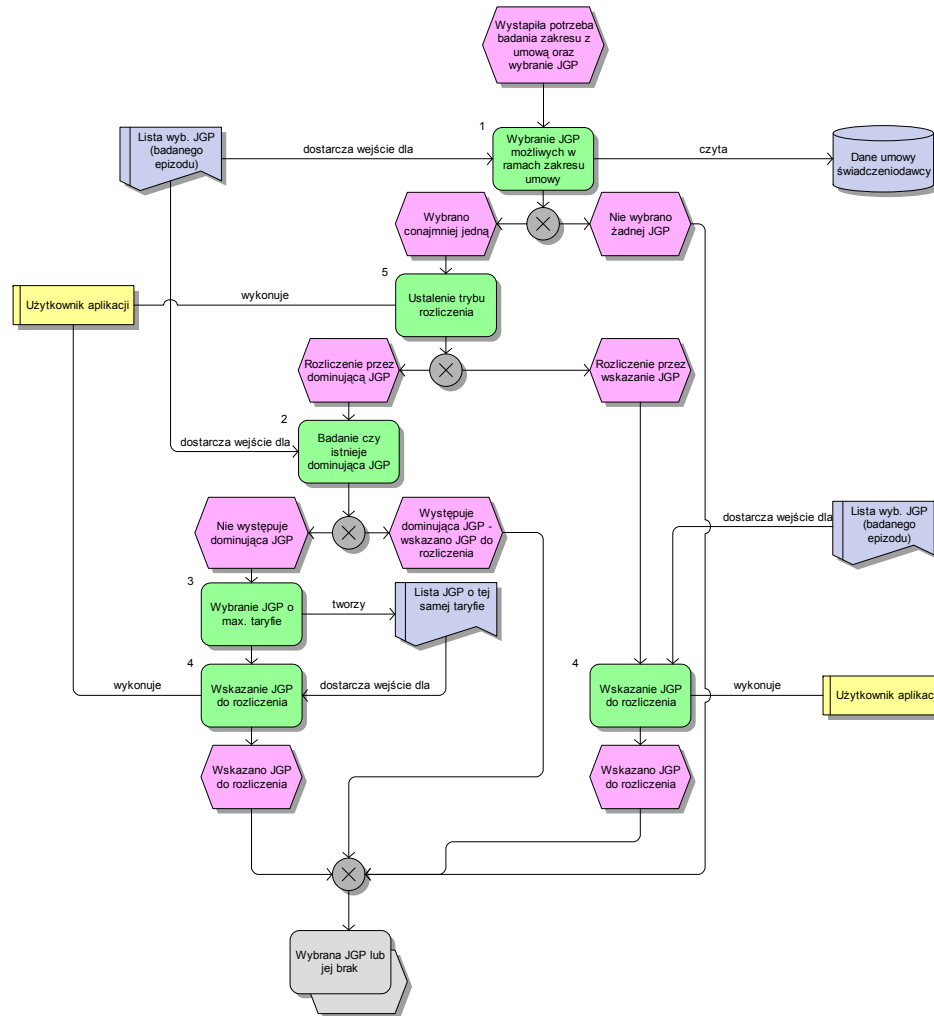 Wystapiła potrzeba
badania zakresu z
umową oraz
wybranie JGP
1
Lista wyb. JGP
(badanego
epizodu)
dostarcza wejście dla
Wybranie JGP
możliwych w
ramach zakresu
umowy
czyta
Dane umowy
świadczeniodawcy
Wybrano
conajmniej jedną
Nie wybrano
żadnej JGP
5
Użytkownik aplikacji
wykonuje
Ustalenie trybu
rozliczenia
Rozliczenie przez
dominującą JGP
Rozliczenie przez
wskazanie JGP
2
dostarcza wejście dla
Badanie czy
istnieje
dominująca JGP
Nie występuje
dominująca JGP
Występuje
dominująca JGP -
wskazano JGP do
rozliczenia
dostarcza wejście dla
Lista wyb. JGP
(badanego
epizodu)
3
Wybranie JGP o
max. taryfie
tworzy
Lista JGP o tej
samej taryfie
4
wykonuje
Wskazanie JGP
do rozliczenia
dostarcza wejście dla
4
Wskazanie JGP
do rozliczenia
wykonuje
Użytkownik aplikacj
Wskazano JGP
do rozliczenia
Wskazano JGP
do rozliczenia
Wybrana JGP lub
jej brak